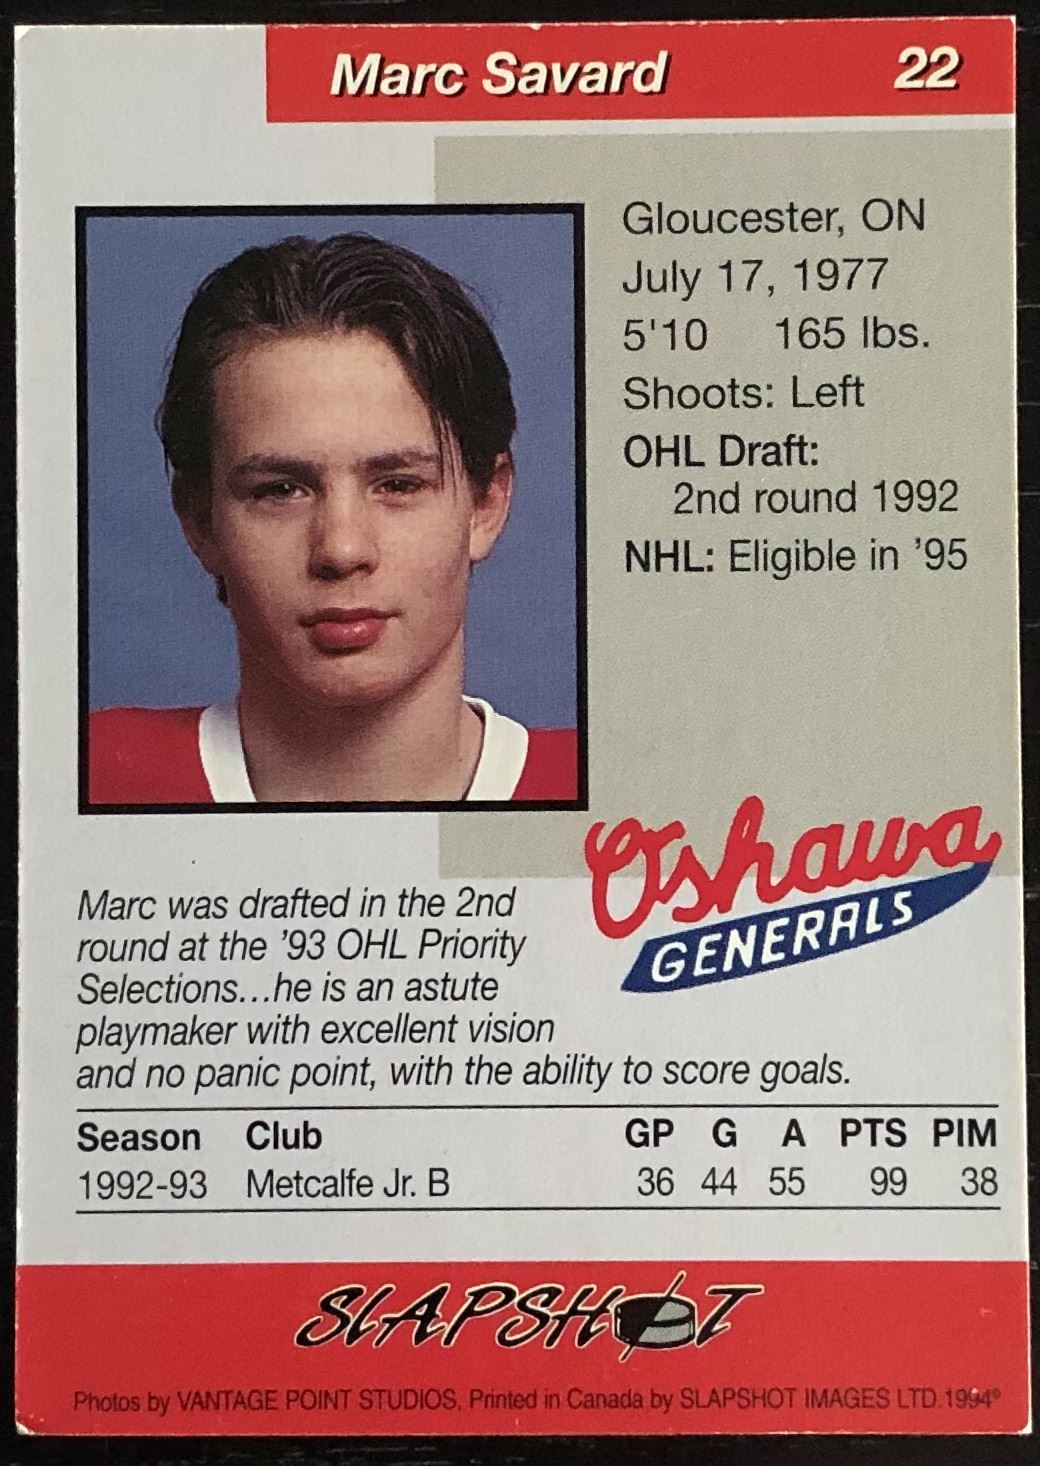 Marc Savard 22
Gloucester, ON
July 17, 1977
5'10 165 lbs.
Shoots: Left
OHL Draft:
2nd round 1992
NHL: Eligible in '95
Oshawa
GENERALS
Marc was drafted in the 2nd
round at the '93 OHL Priority
Selections...he is an astute
playmaker with excellent vision
and no panic point, with the ability to score goals.
Season Club GP G A PTS PIM
1992-93 Metcalfe Jr. B 36 44 55 99 38
SLAPSHOT
Photos by VANTAGE POINT STUDIOS, Printed in Canada by SLAPSHOT IMAGES LTD. 1994©